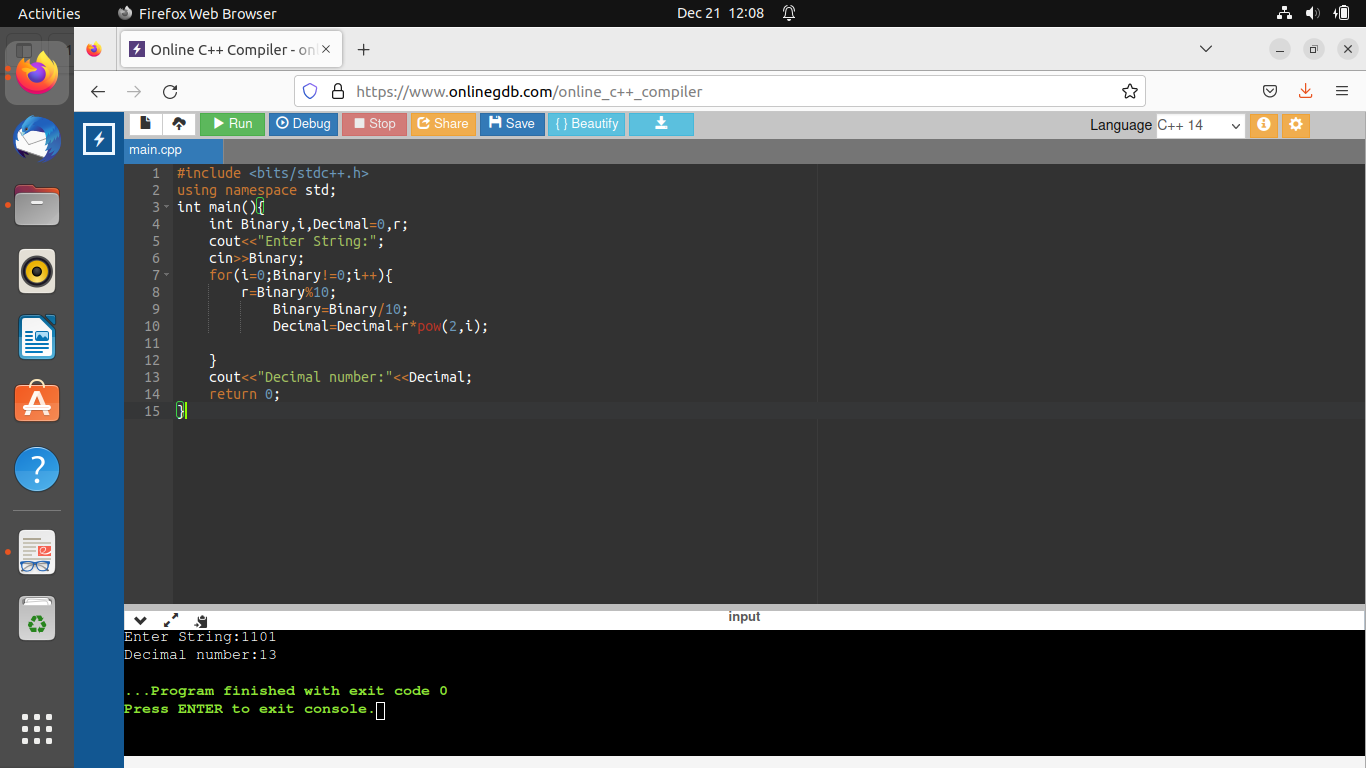 Activities Firefox Web Browser Dec 21 12:08
Online C++ Compiler - onl
https://www.onlinegdb.com/online_c++_compiler
Run Debug Stop Share Save { } Beautify Language C++ 14
main.cpp
1 #include <bits/stdc++.h>
2 using namespace std;
3 int main(){
4 int Binary,i,Decimal=0,r;
5 cout<<"Enter String:";
6 cin>>Binary;
7 for(i=0;Binary!=0;i++){
8 r=Binary%10;
9 Binary=Binary/10;
10 Decimal=Decimal+r*pow(2,i);
11
12 }
13 cout<<"Decimal number:"<<Decimal;
14 return 0;
15 }
input
Enter String:1101
Decimal number:13
...Program finished with exit code 0
Press ENTER to exit console.